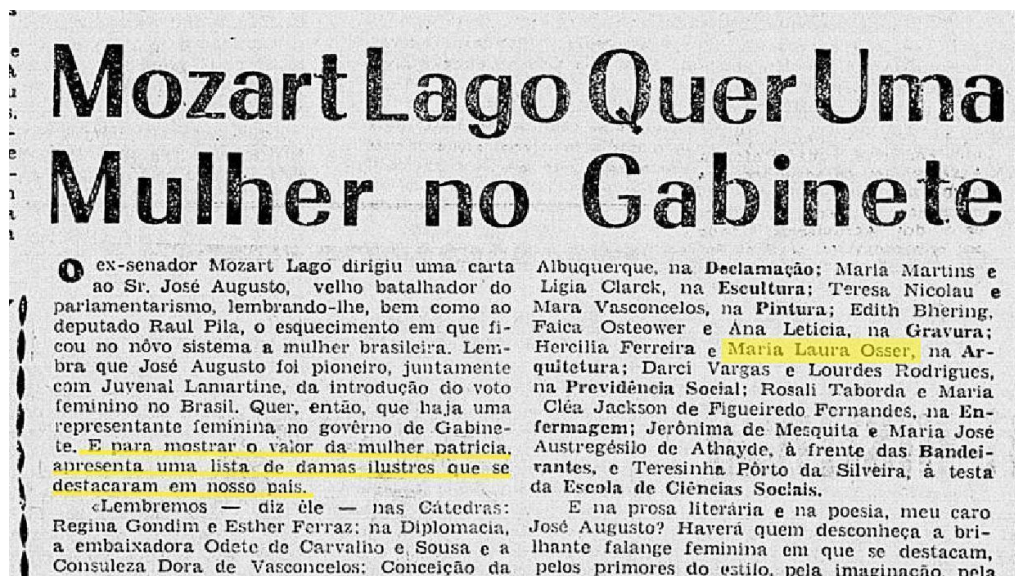 Mozart Lago Quer Uma
Mulher no Gabinete
O ex-senador Mozart Lago dirigiu uma carta
ao Sr. José Augusto, velho batalhador do
parlamentarismo, lembrando-lhe, bem como ao
deputado Raul Pila, o esquecimento em que fi-
cou no nôvo sistema a mulher brasileira. Lem-
bra que José Augusto foi pioneiro, juntamente
com Juvenal Lamartine, da introdução do voto
feminino no Brasil. Quer, então, que haja uma
representante feminina no govêrno de Gabine-
te. E para mostrar o valor da mulher patrícia,
apresenta uma lista de damas ilustres que se
destacaram em nosso país.
«Lembremos — diz êle — nas Cátedras:
Regina Gondim e Esther Ferraz; na Diplomacia,
a embaixadora Odete de Carvalho e Sousa e a
Consuleza Dora de Vasconcelos; Conceição da
Albuquerque, na Declamação; Maria Martins e
Ligia Clarck, na Escultura; Teresa Nicolau e
Mara Vasconcelos, na Pintura; Edith Bhering,
Faica Osteower e Ana Letícia, na Gravura;
Hercilia Ferreira e Maria Laura Osser, na Ar-
quitetura; Darci Vargas e Lourdes Rodrigues,
na Previdência Social; Rosali Taborda e Maria
Cléa Jackson de Figueiredo Fernandes, na En-
fermagem; Jerônima de Mesquita e Maria José
Austregésilo de Athayde, à frente das Bandei-
rantes, e Teresinha Pôrto da Silveira, á testa
da Escola de Ciências Sociais.
E na prosa literária e na poesia, meu caro
José Augusto? Haverá quem desconheça a bri-
lhante falange feminina em que se destacam,
pelos primores do estilo, pela imaginação, pela